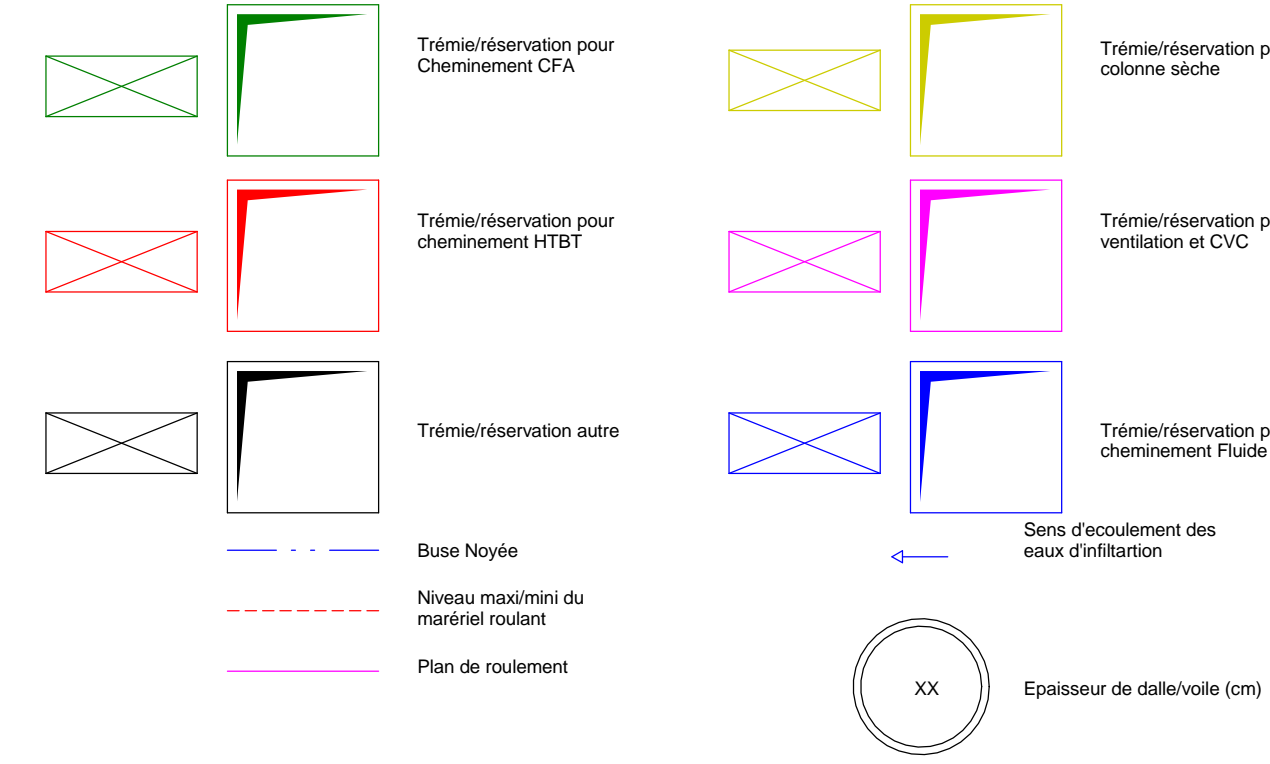 Trémie/réservation pour
Cheminement CFA
Trémie/réservation p
colonne sèche
Trémie/réservation pour
cheminement HTBT
Trémie/réservation p
ventilation et CVC
Trémie/réservation autre
Trémie/réservation p
cheminement Fluide
Buse Noyée
Sens d'ecoulement des
eaux d'infiltartion
Niveau maxi/mini du
marériel roulant
Plan de roulement
XX
Epaisseur de dalle/voile (cm)